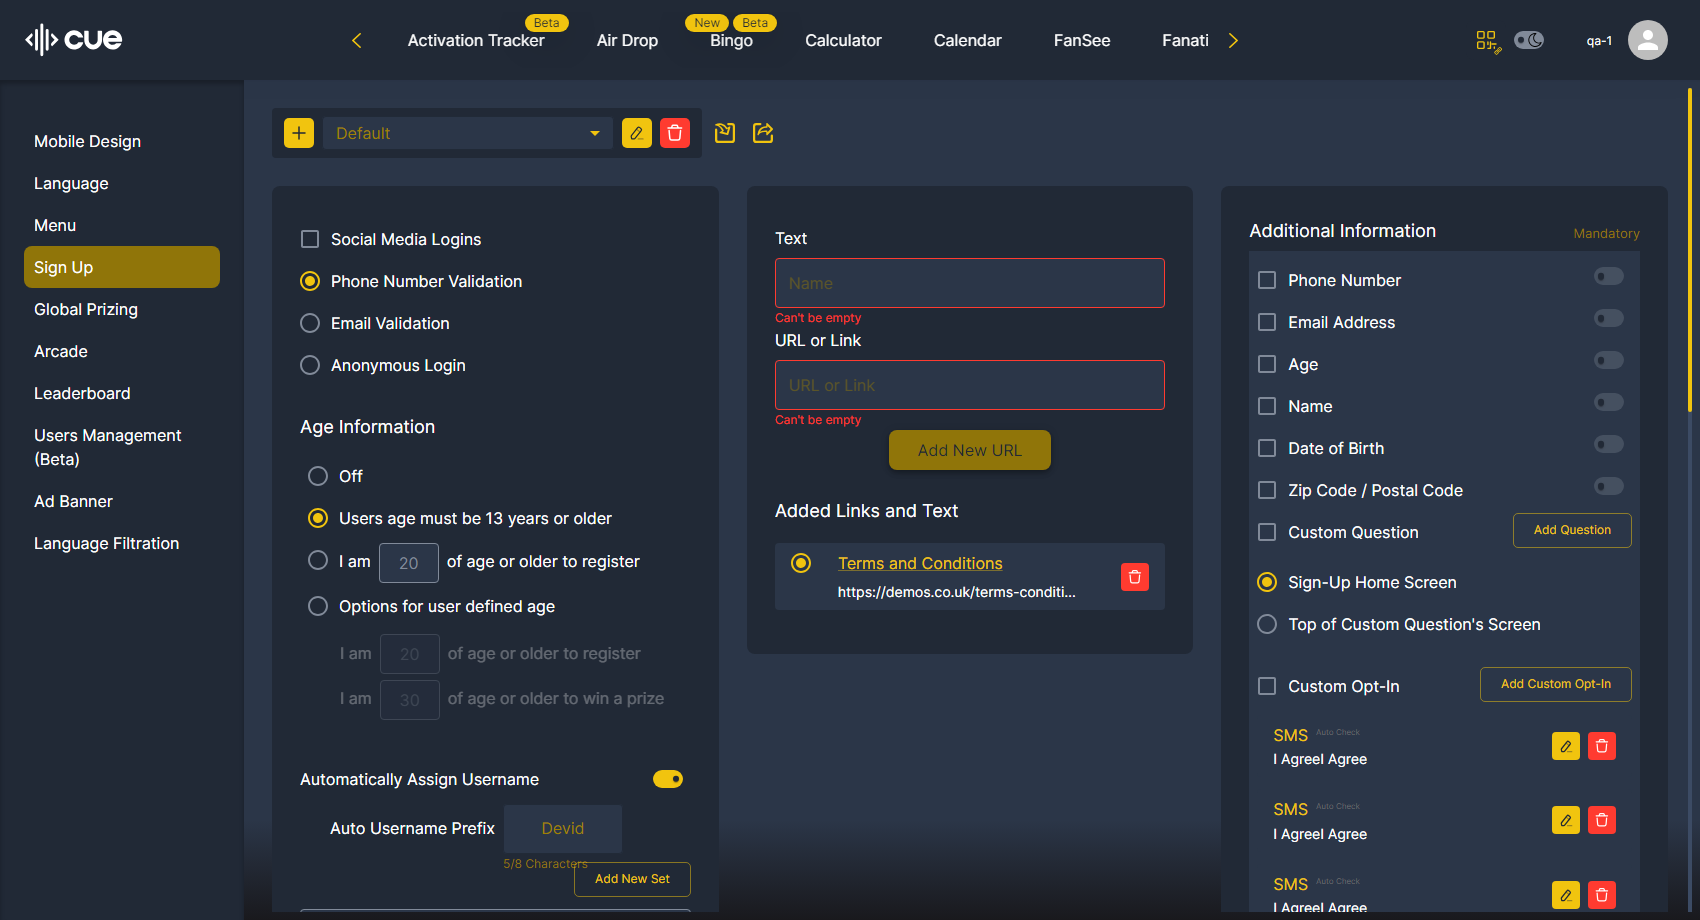 cue
Activation Tracker
Beta
Air Drop
New
Beta
Bingo
Calculator
Calendar
FanSee
Fanati
qa-1
Mobile Design
Language
Menu
Sign Up
Global Prizing
Arcade
Leaderboard
Users Management
(Beta)
Ad Banner
Language Filtration
Default
Social Media Logins
Phone Number Validation
Email Validation
Anonymous Login
Age Information
Off
Users age must be 13 years or older
I am 20 of age or older to register
Options for user defined age
I am 20 of age or older to register
I am 30 of age or older to win a prize
Automatically Assign Username
Auto Username Prefix Devid
5/8 Characters
Add New Set
Text
Name
Can't be empty
URL or Link
URL or Link
Can't be empty
Add New URL
Added Links and Text
Terms and Conditions
https://demos.co.uk/terms-conditi...
Additional Information Mandatory
Phone Number
Email Address
Age
Name
Date of Birth
Zip Code / Postal Code
Custom Question Add Question
Sign-Up Home Screen
Top of Custom Question's Screen
Custom Opt-In Add Custom Opt-In
SMS Auto Check
I AgreeI Agree
SMS Auto Check
I AgreeI Agree
SMS Auto Check
I AgreeI Agree